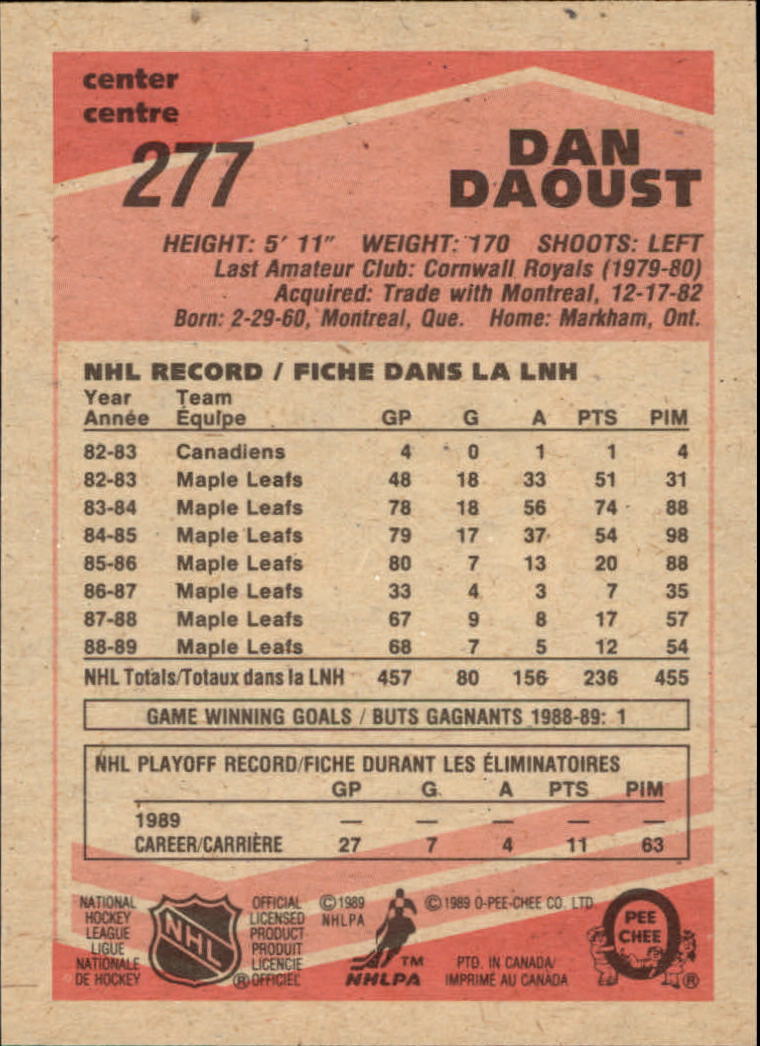 center
centre
277
DAN
DAOUST
HEIGHT: 5' 11" WEIGHT: 170 SHOOTS: LEFT
Last Amateur Club: Cornwall Royals (1979-80)
Acquired: Trade with Montreal, 12-17-82
Born: 2-29-60, Montreal, Que. Home: Markham, Ont.
NHL RECORD / FICHE DANS LA LNH
Year Team
Année Équipe GP G A PTS PIM
82-83 Canadiens 4 0 1 1 4
82-83 Maple Leafs 48 18 33 51 31
83-84 Maple Leafs 78 18 56 74 88
84-85 Maple Leafs 79 17 37 54 98
85-86 Maple Leafs 80 7 13 20 88
86-87 Maple Leafs 33 4 3 7 35
87-88 Maple Leafs 67 9 8 17 57
88-89 Maple Leafs 68 7 5 12 54
NHL Totals/Totaux dans la LNH 457 80 156 236 455
GAME WINNING GOALS / BUTS GAGNANTS 1988-89: 1
NHL PLAYOFF RECORD/FICHE DURANT LES ÉLIMINATOIRES
GP G A PTS PIM
1989 — — — — —
CAREER/CARRIÈRE 27 7 4 11 63
NATIONAL
HOCKEY
LEAGUE
LIGUE
NATIONALE
DE HOCKEY
NHL
OFFICIAL
LICENSED
PRODUCT
PRODUIT
LICENCIE
® OFFICIEL
© 1989
NHLPA
TM
NHLPA
© 1989 O-PEE-CHEE CO. LTD.
PTD. IN CANADA/
IMPRIMÉ AU CANADA
PEE
CHEE
®